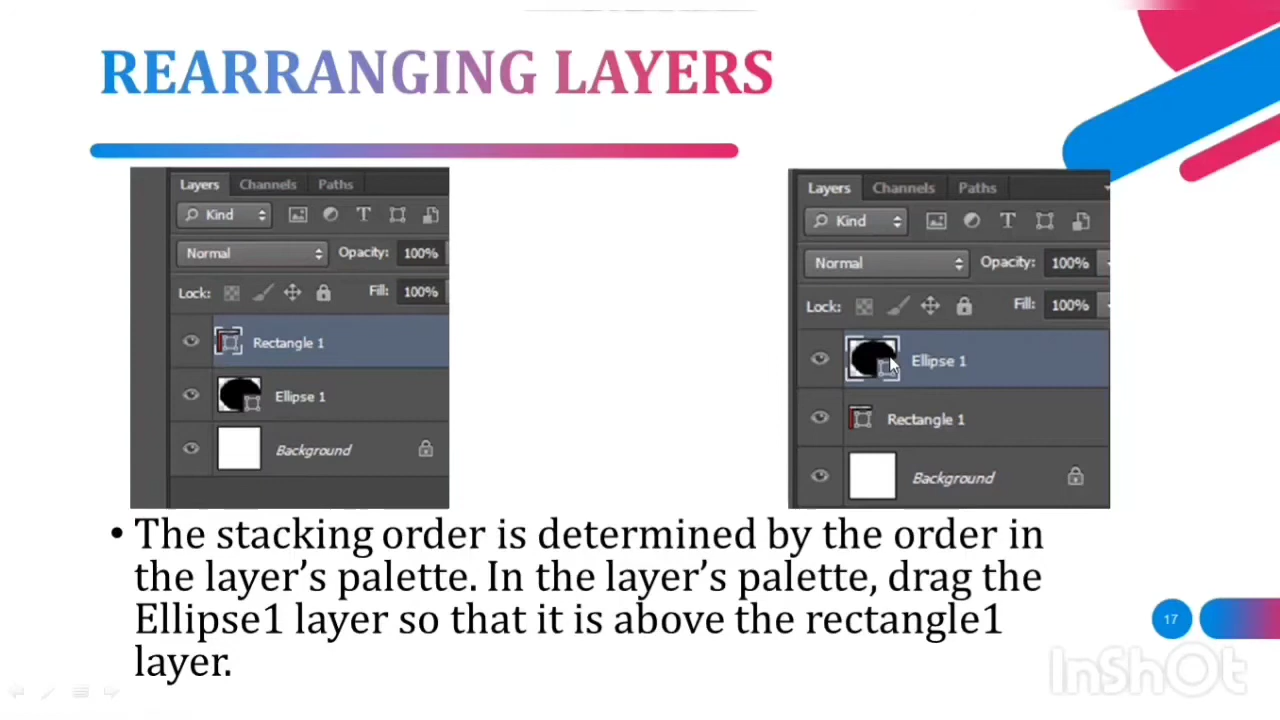 REARRANGING LAYERS
Layers Channels Paths
Kind T
Normal Opacity: 100%
Lock: Fill: 100%
Rectangle 1
Ellipse 1
Background
Layers Channels Paths
Kind T
Normal Opacity: 100%
Lock: Fill: 100%
Ellipse 1
Rectangle 1
Background
• The stacking order is determined by the order in
the layer’s palette. In the layer’s palette, drag the
Ellipse1 layer so that it is above the rectangle1
layer.
17
InShOt